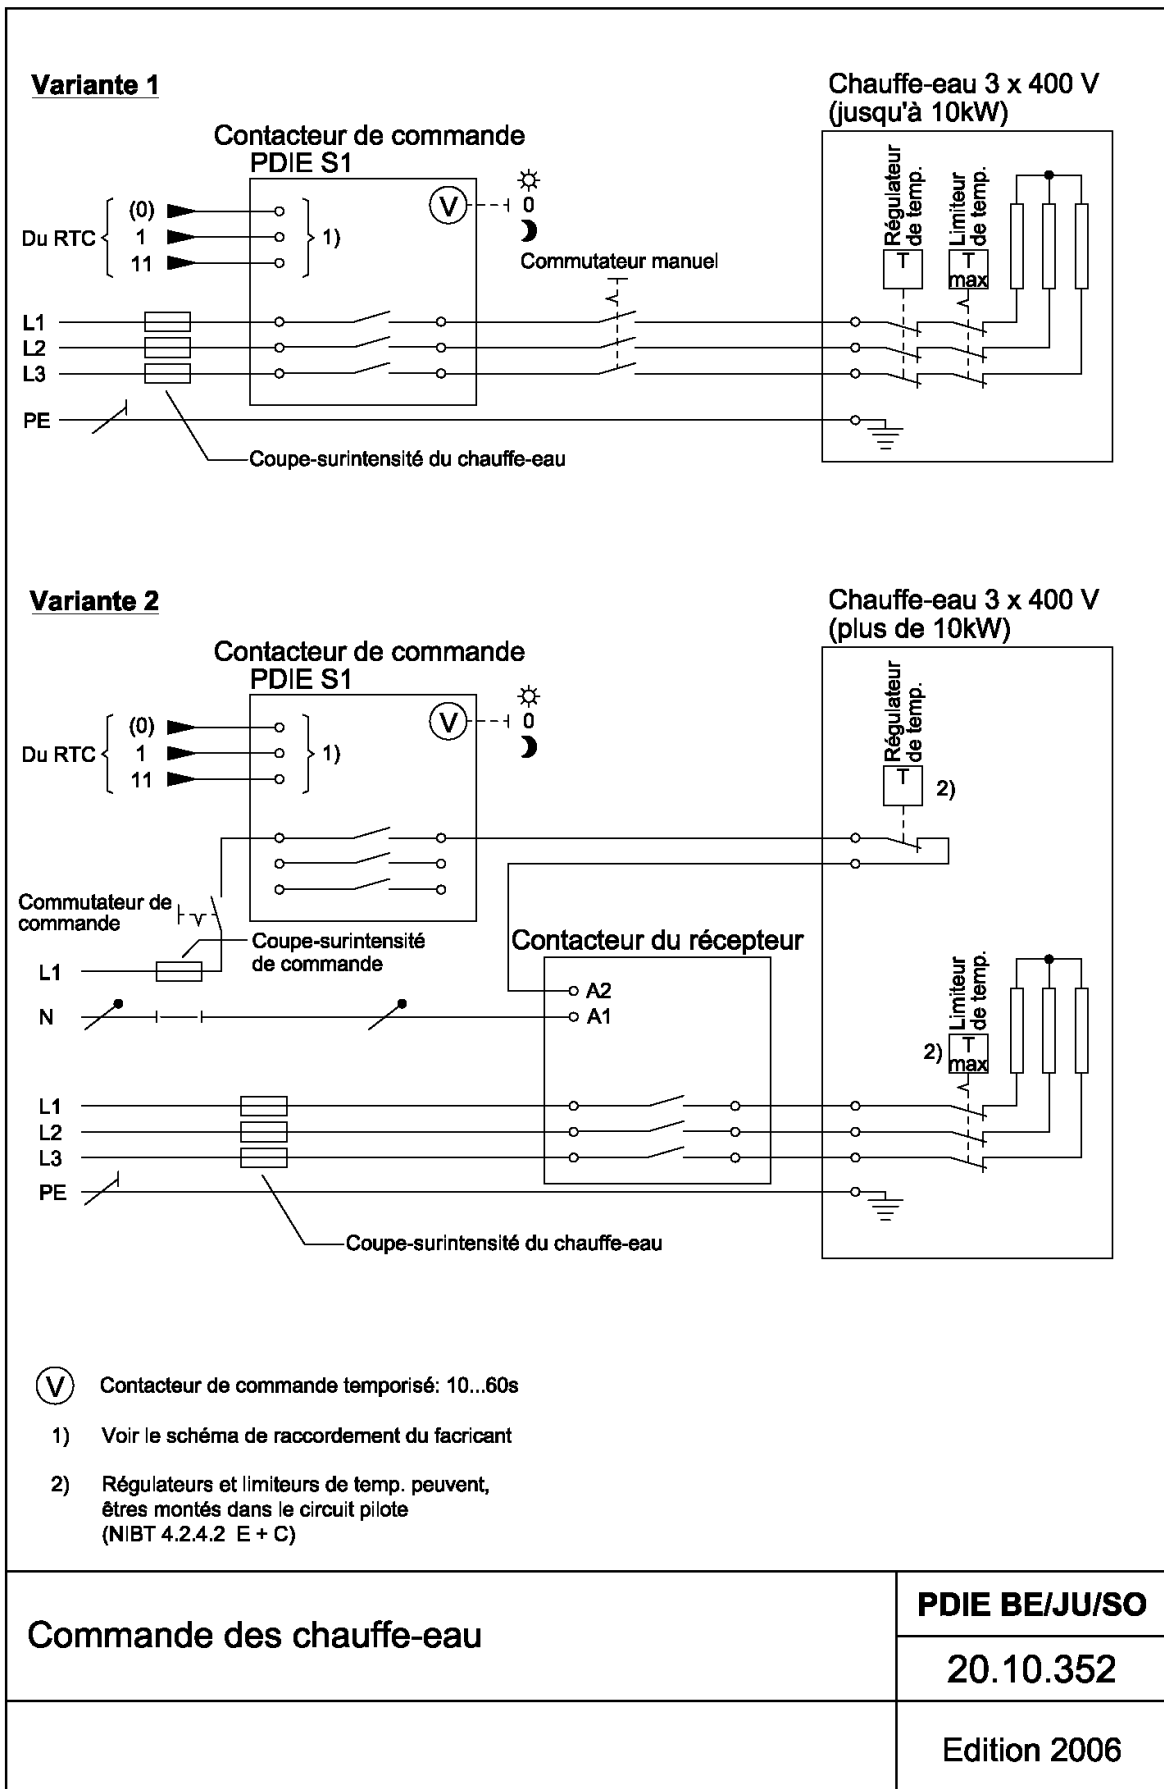 Variante 1
Chauffe-eau 3 x 400 V
(jusqu'à 10kW)
Contacteur de commande
PDIE S1
Régulateur
de temp.
Limiteur
de temp.
V
0
(0)
Du RTC
1
1)
11
Commutateur manuel
T
T
max
L1
L2
L3
PE
Coupe-surintensité du chauffe-eau
Variante 2
Chauffe-eau 3 x 400 V
(plus de 10kW)
Contacteur de commande
PDIE S1
Régulateur
de temp.
V
0
(0)
Du RTC
1
1)
11
T
2)
Commutateur de
commande
Coupe-surintensité
de commande
Contacteur du récepteur
L1
A2
N
A1
Limiteur
de temp.
2)
T
max
L1
L2
L3
PE
Coupe-surintensité du chauffe-eau
V
Contacteur de commande temporisé: 10...60s
1) Voir le schéma de raccordement du facricant
2) Régulateurs et limiteurs de temp. peuvent,
êtres montés dans le circuit pilote
(NIBT 4.2.4.2 E + C)
Commande des chauffe-eau
PDIE BE/JU/SO
20.10.352
Edition 2006